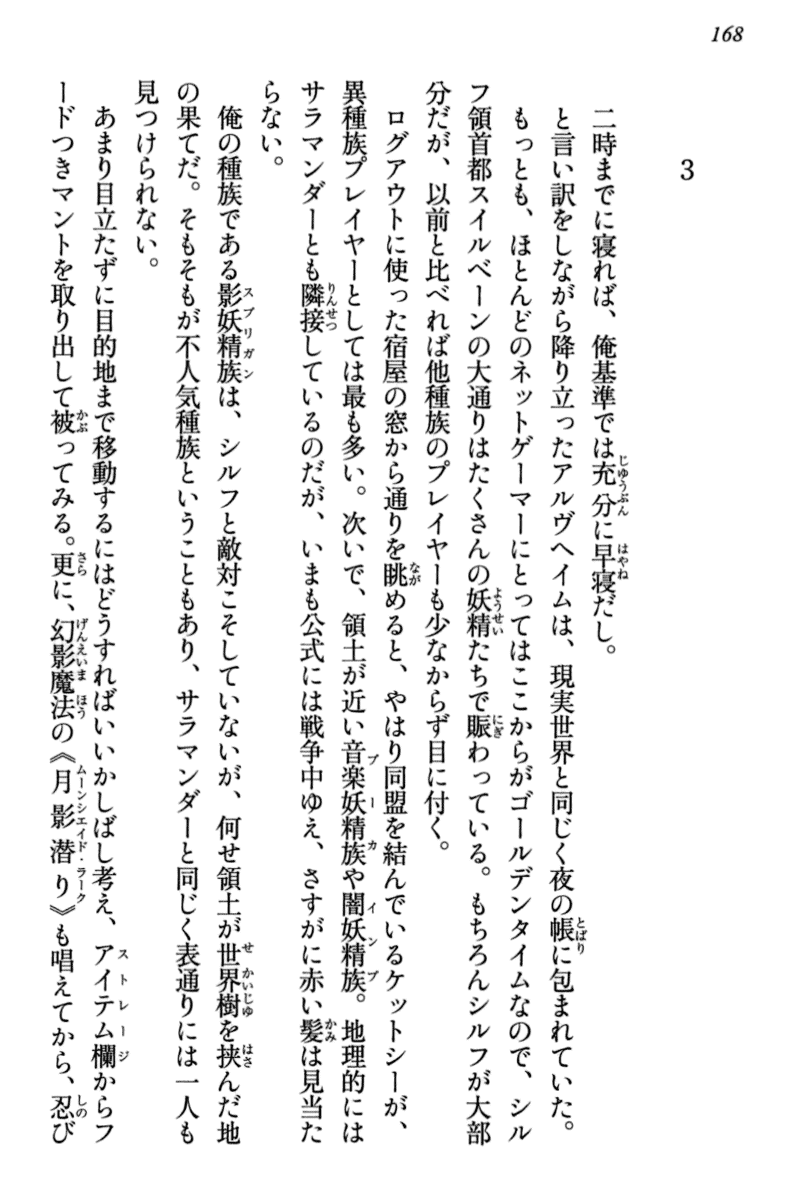 168
3
二時までに寝れば、俺基準では充分に早寝だし。
と言い訳をしながら降り立ったアルヴヘイムは、現実世界と同じく夜の帳に包まれていた。
もっとも、ほとんどのネットゲーマーにとってはここからがゴールデンタイムなので、シル
フ領首都スイルベーンの大通りはたくさんの妖精たちで賑わっている。もちろんシルフが大部
分だが、以前と比べれば他種族のプレイヤーも少なからず目に付く。
ログアウトに使った宿屋の窓から通りを眺めると、やはり同盟を結んでいるケットシーが、
異種族プレイヤーとしては最も多い。次いで、領土が近い音楽妖精族や闇妖精族。地理的には
サラマンダーとも隣接しているのだが、いまも公式には戦争中ゆえ、さすがに赤い髪は見当た
らない。
俺の種族である影妖精族は、シルフと敵対こそしていないが、何せ領土が世界樹を挟んだ地
の果てだ。そもそもが不人気種族ということもあり、サラマンダーと同じく表通りには一人も
見つけられない。
あまり目立たずに目的地まで移動するにはどうすればいいかしばし考え、アイテム欄からフ
ードつきマントを取り出して被ってみる。更に、幻影魔法の《月影潜り》も唱えてから、忍び